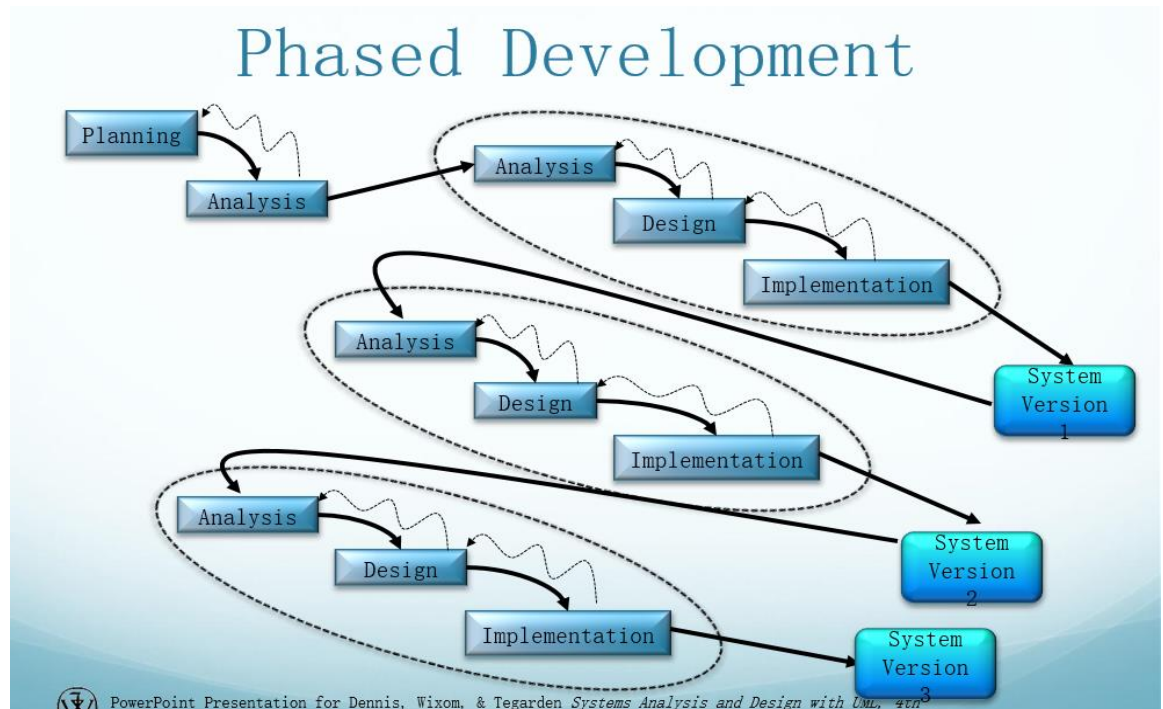 Phased Development
Planning
Analysis
Analysis
Design
Implementation
System
Version
1
Analysis
Design
Implementation
System
Version
2
Analysis
Design
Implementation
System
Version
3
PowerPoint Presentation for Dennis, Wixom, & Tegarden Systems Analysis and Design with UML, 4th